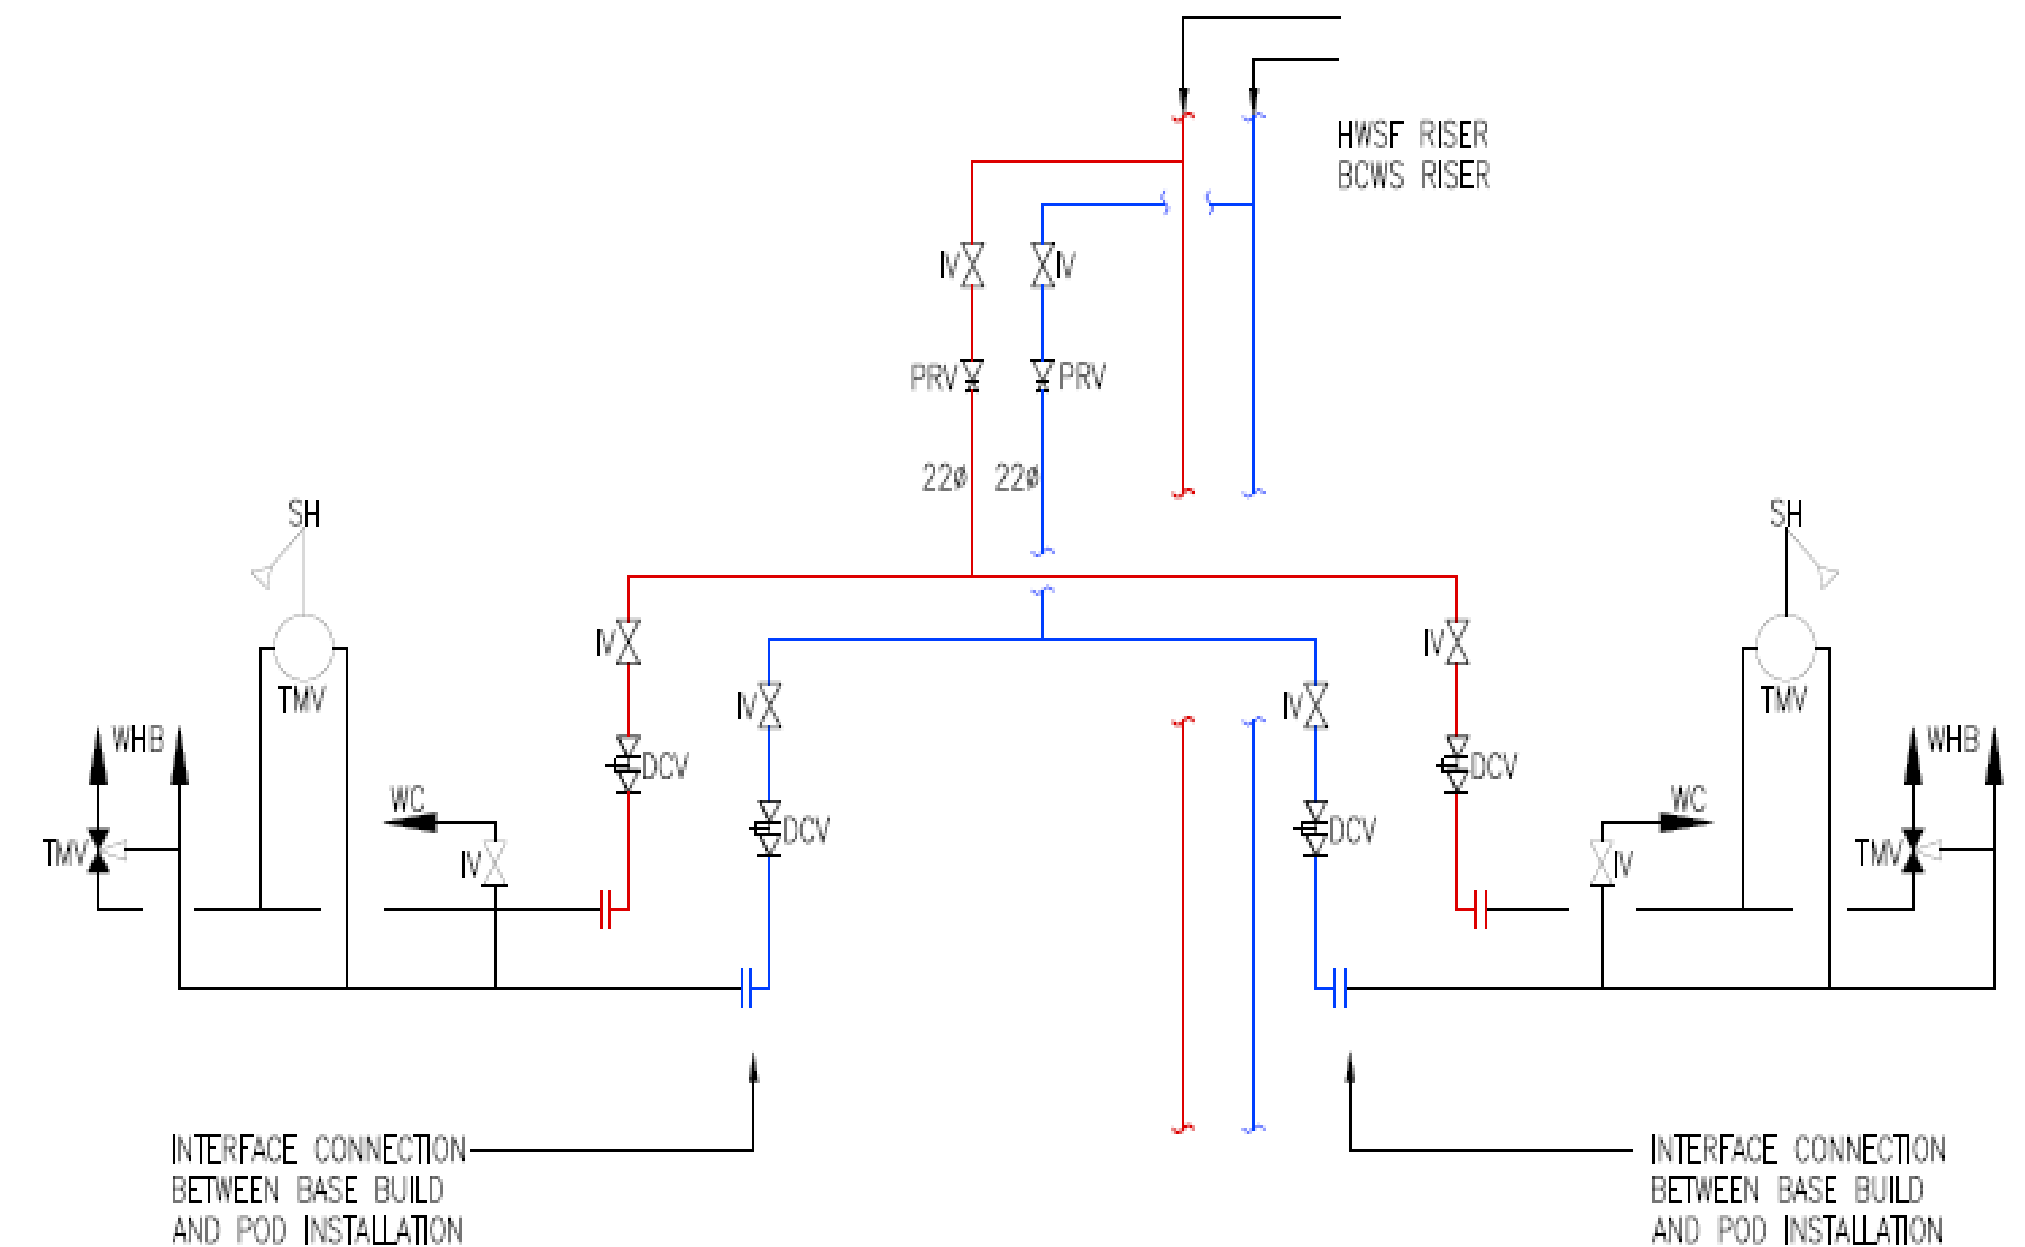 HWSF RISER
BCWS RISER
IV IV
PRV PRV
22ø 22ø
SH SH
IV IV
TMV TMV
IV IV
WHB WHB
DCV DCV
WC WC
DCV DCV
TMV IV IV TMV
INTERFACE CONNECTION
BETWEEN BASE BUILD
AND POD INSTALLATION
INTERFACE CONNECTION
BETWEEN BASE BUILD
AND POD INSTALLATION